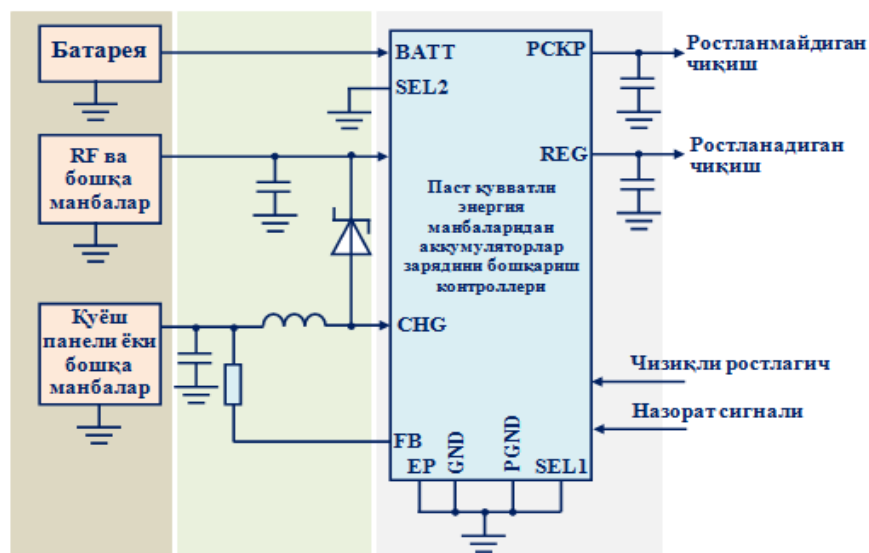 Батарея
BATT
PCKP
Ростланмайдиган
чиқиш
SEL2
RF ва
бошқа
манбалар
REG
Ростланадиган
чиқиш
Паст қувватли
энергия
манбаларидан
аккумуляторлар
зарядини бошқариш
контроллери
Қуёш
панели ёки
бошқа
манбалар
CHG
Чизиқли ростлагич
Назорат сигнали
FB
EP
GND
PGND
SEL1